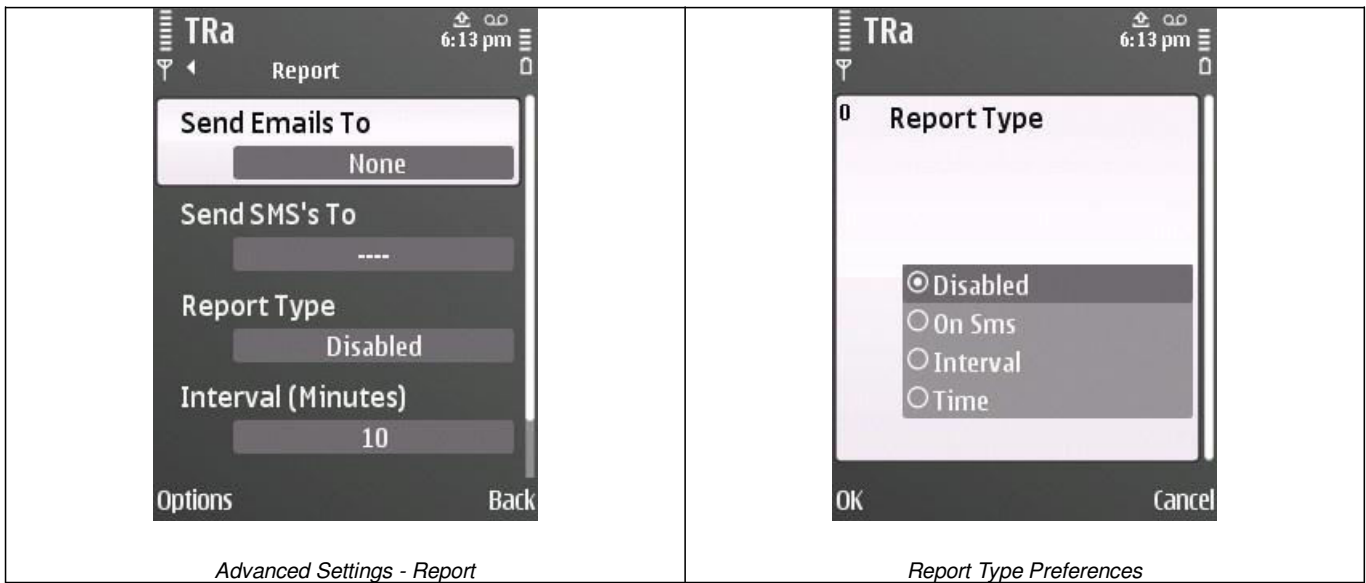 TRa
6:13 pm
Report
Send Emails To
None
Send SMS's To
----
Report Type
Disabled
Interval (Minutes)
10
Options Back
Advanced Settings - Report
TRa
6:13 pm
0 Report Type
Disabled
On Sms
Interval
Time
OK Cancel
Report Type Preferences